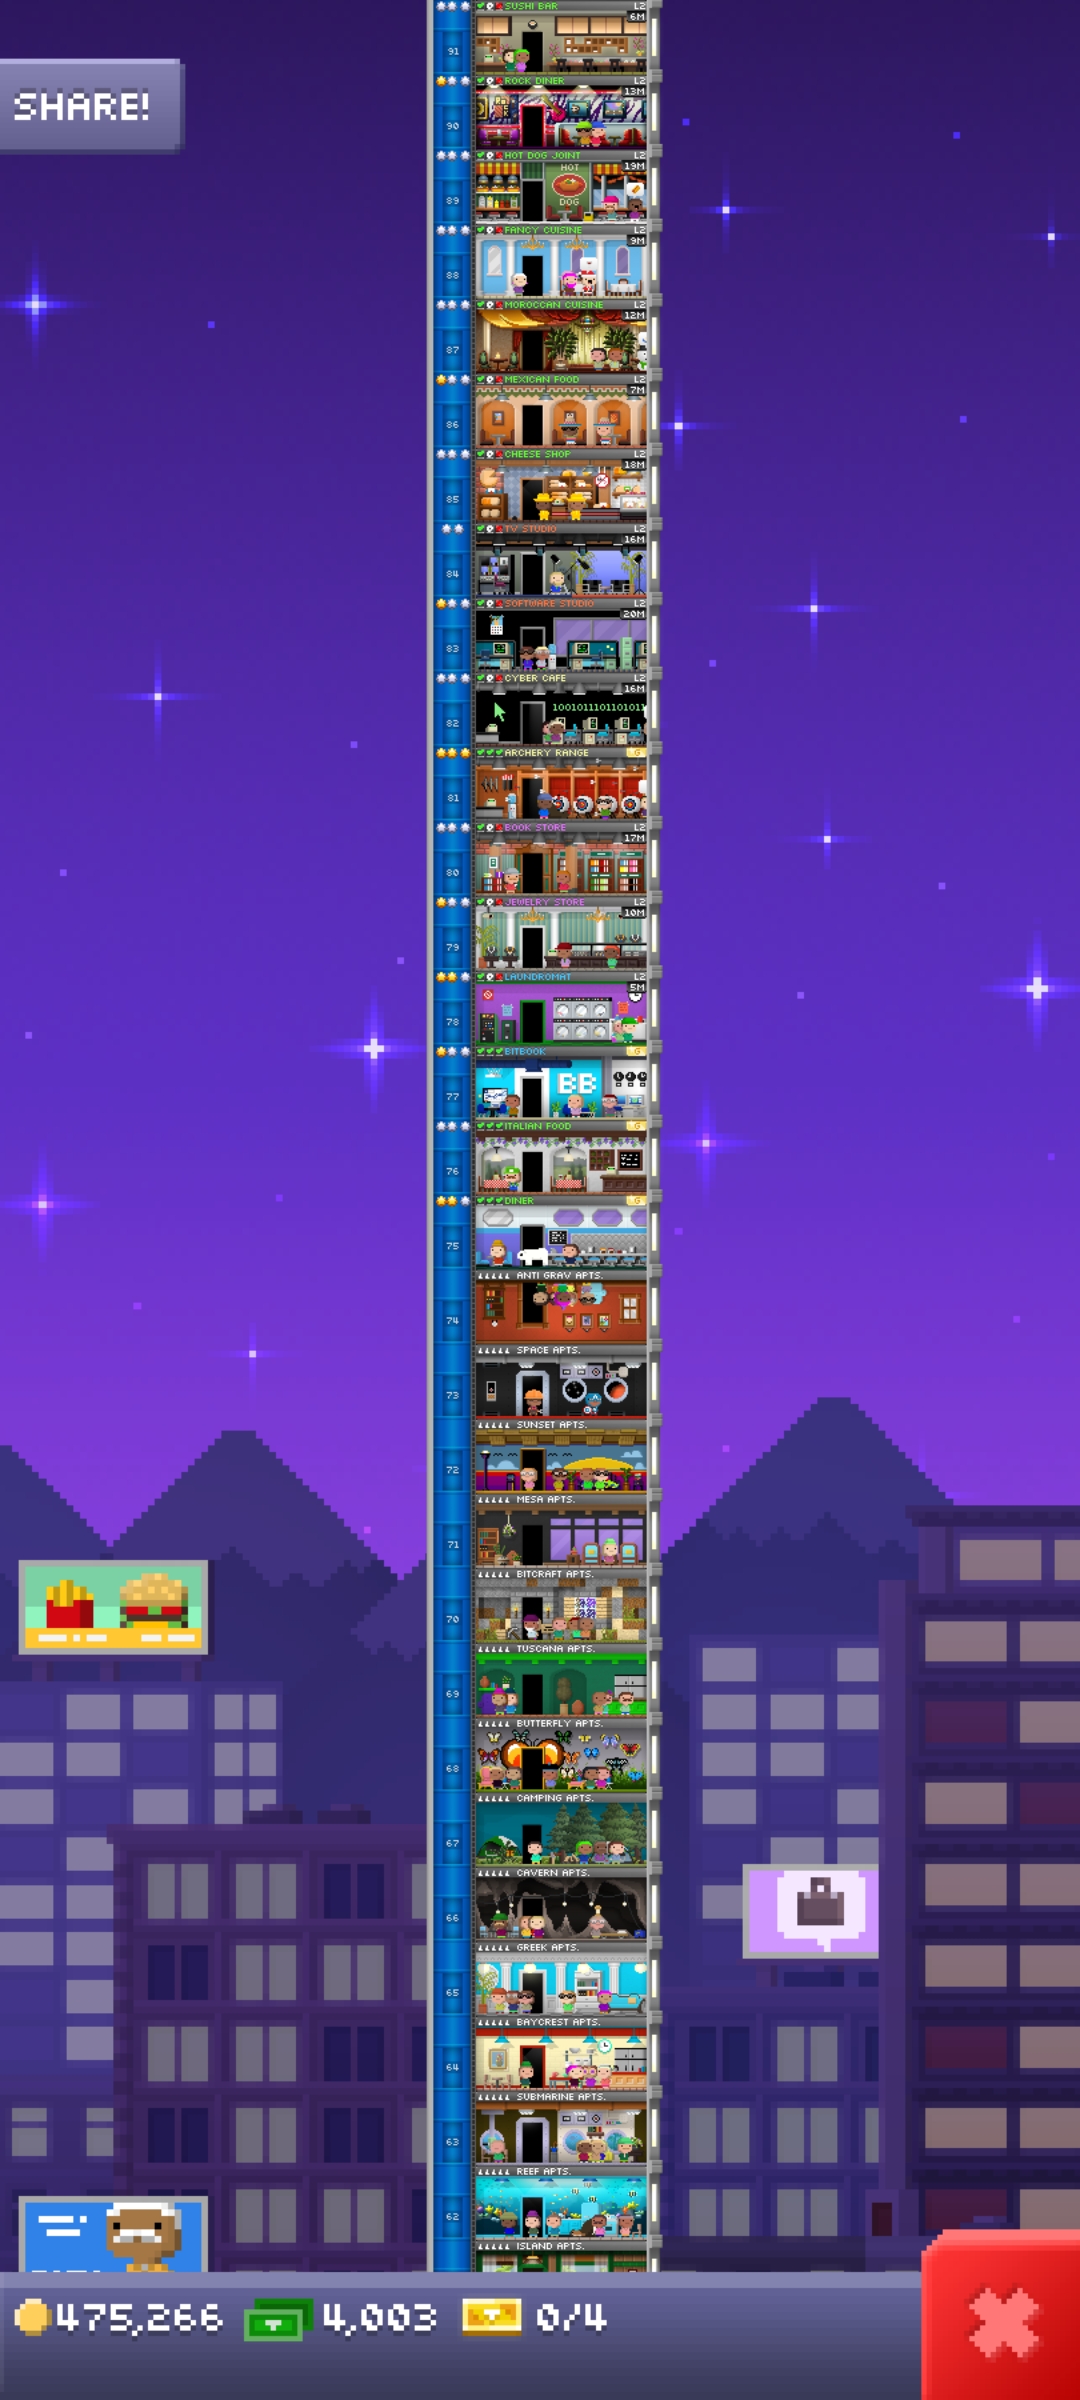 SUSHI BAR L2
6M
91
SHARE!
ROCK DINER L2
13M
90
HOT DOG JOINT L2
19M
HOT
DOG
89
FANCY CUISINE L2
9M
88
MOROCCAN CUISINE L2
12M
87
MEXICAN FOOD L2
7M
86
CHEESE SHOP L2
18M
85
TV STUDIO L2
16M
84
SOFTWARE STUDIO L2
20M
83
CYBER CAFE L2
16M
1001011101101011
82
ARCHERY RANGE G
81
BOOK STORE L2
17M
80
JEWELRY STORE L2
10M
79
LAUNDROMAT L2
5M
78
BITBOOK G
BB
77
ITALIAN FOOD G
76
DINER G
75
ANTI GRAV APTS.
74
SPACE APTS.
73
SUNSET APTS.
72
MESA APTS.
71
BITCRAFT APTS.
70
TUSCANA APTS.
69
BUTTERFLY APTS.
68
CAMPING APTS.
67
CAVERN APTS.
66
GREEK APTS.
65
BAYCREST APTS.
64
SUBMARINE APTS.
63
REEF APTS.
62
ISLAND APTS.
475,266 4,003 0/4